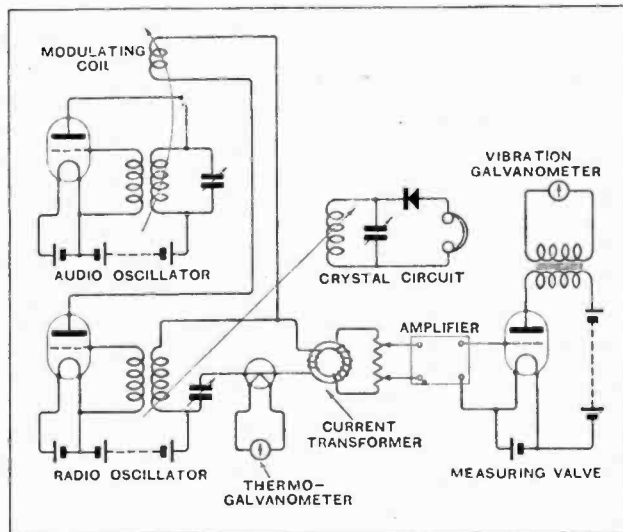 MODULATING
COIL
AUDIO OSCILLATOR
VIBRATION
GALVANOMETER
CRYSTAL CIRCUIT
AMPLIFIER
CURRENT
TRANSFORMER
RADIO OSCILLATOR
THERMO-
GALVANOMETER
MEASURING VALVE